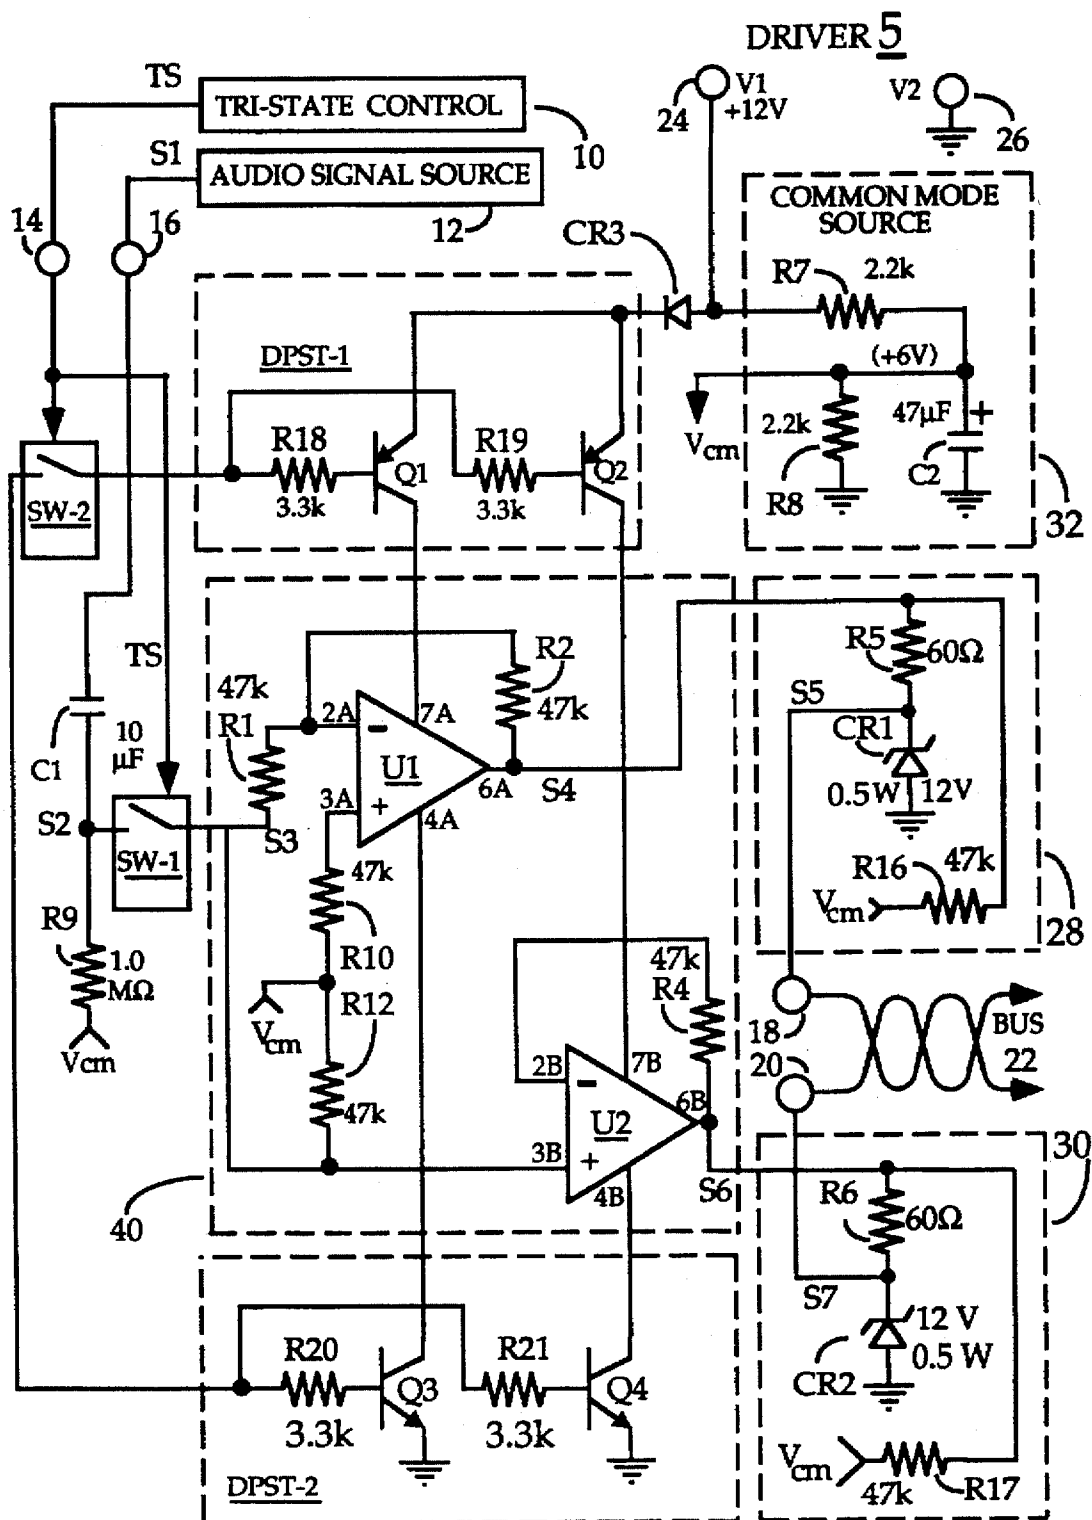 DRIVER 5
TS
TRI-STATE CONTROL
10
S1
AUDIO SIGNAL SOURCE
12
14
16
24
V1
+12V
V2
26
CR3
COMMON MODE
SOURCE
R7
2.2k
(+6V)
Vcm
2.2k
R8
47µF
+
C2
32
DPST-1
R18
3.3k
Q1
R19
3.3k
Q2
SW-2
TS
C1
10
µF
S2
SW-1
R9
1.0
MΩ
Vcm
47k
R1
S3
2A
-
7A
U1
3A
+
4A
6A
S4
R2
47k
47k
R10
Vcm
R12
47k
47k
R4
2B
-
7B
U2
6B
3B
+
4B
S6
40
R5
60Ω
S5
CR1
0.5W
12V
R16
47k
Vcm
28
18
20
BUS
22
30
R6
60Ω
S7
12 V
0.5 W
CR2
Vcm
47k
R17
R20
3.3k
Q3
R21
3.3k
Q4
DPST-2